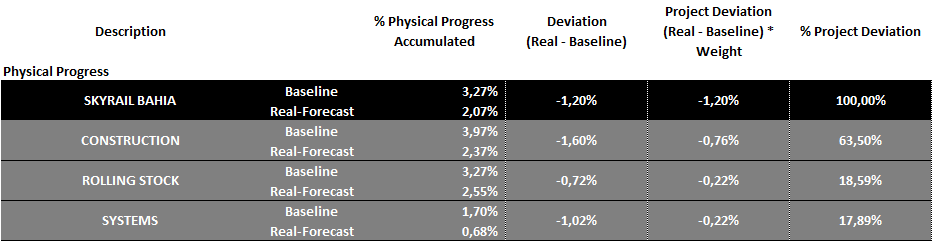 Description % Physical Progress Accumulated Deviation (Real - Baseline) Project Deviation (Real - Baseline) * Weight % Project Deviation
Physical Progress
SKYRAIL BAHIA Baseline 3,27% -1,20% -1,20% 100,00%
Real-Forecast 2,07%
CONSTRUCTION Baseline 3,97% -1,60% -0,76% 63,50%
Real-Forecast 2,37%
ROLLING STOCK Baseline 3,27% -0,72% -0,22% 18,59%
Real-Forecast 2,55%
SYSTEMS Baseline 1,70% -1,02% -0,22% 17,89%
Real-Forecast 0,68%